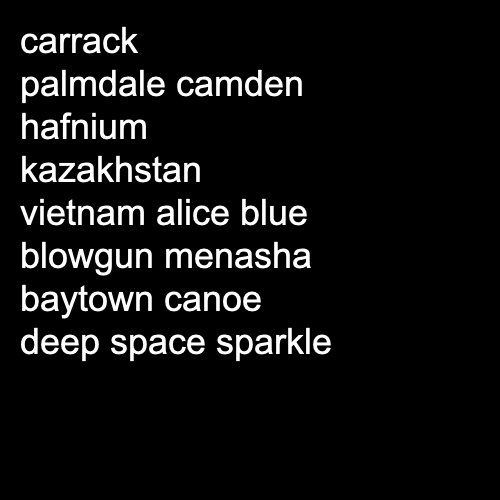 carrack
palmdale camden
hafnium
kazakhstan
vietnam alice blue
blowgun menasha
baytown canoe
deep space sparkle